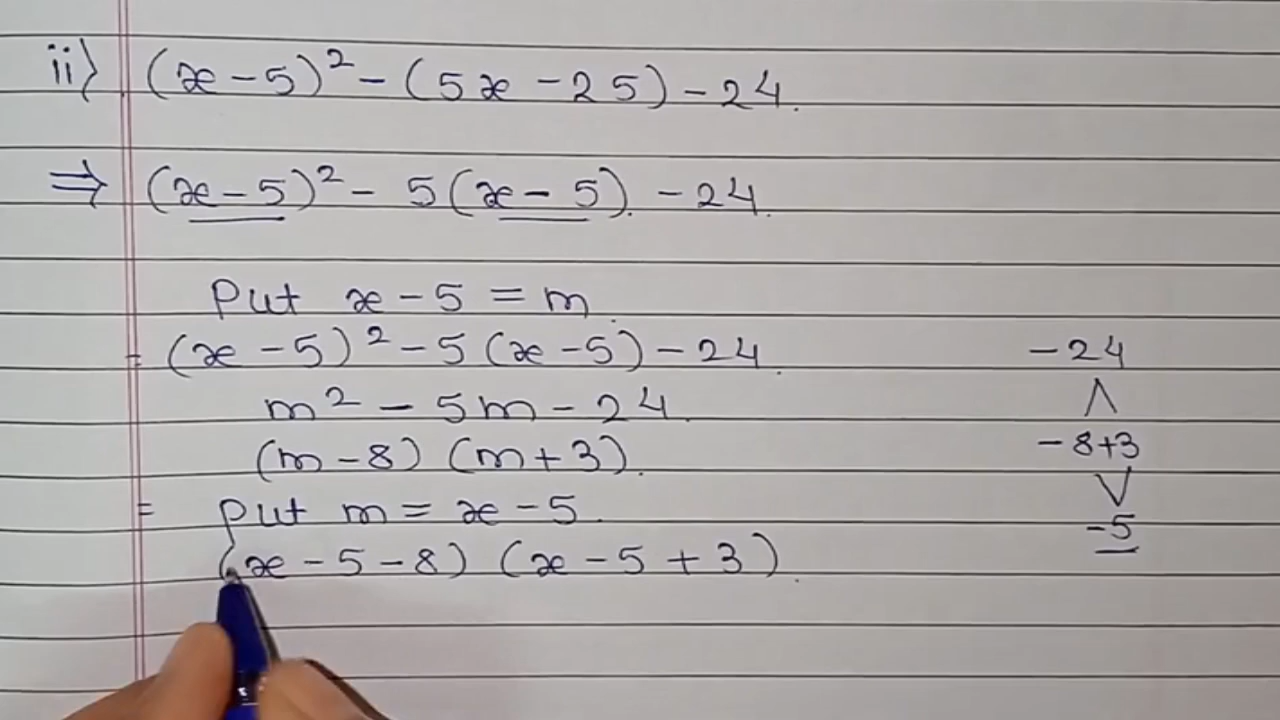 ii) (x-5)² - (5x - 25) - 24.
⇒ (x-5)² - 5(x-5). - 24.
Put x-5 = m.
= (x-5)² - 5(x-5) - 24.
m² - 5m - 24.
(m-8) (m+3).
= put m = x-5.
(x-5-8) (x-5+3).
-24
∧
-8+3
∨
-5